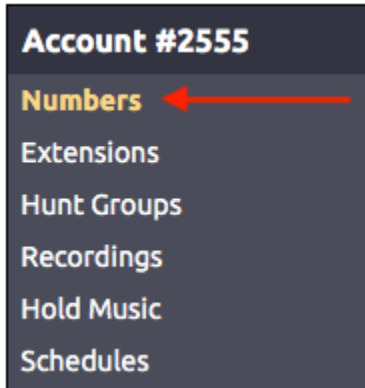 Account #2555
Numbers
Extensions
Hunt Groups
Recordings
Hold Music
Schedules